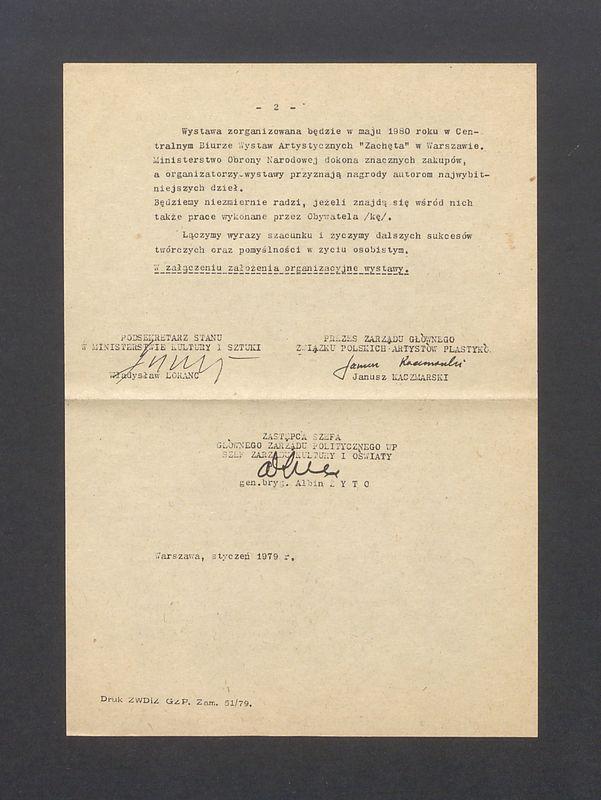 - 2 -
Wystawa zorganizowana będzie w maju 1980 roku w Cen-
tralnym Biurze Wystaw Artystycznych "Zachęta" w Warszawie.
Ministerstwo Obrony Narodowej dokona znacznych zakupów,
a organizatorzy-wystawy przyznają nagrody autorom najwybit-
niejszych dzieł.
Będziemy niezmiernie radzi, jeżeli znajdą się wśród nich
także prace wykonane przez Obywatela /kę/.
Łączymy wyrazy szacunku i życzymy dalszych sukcesów
twórczych oraz pomyślności w życiu osobistym.
W załączeniu założenia organizacyjne wystawy.
PODSEKRETARZ STANU
W MINISTERSTWIE KULTURY I SZTUKI
Władysław LORANC
PREZES ZARZĄDU GŁÓWNEGO
ZWIĄZKU POLSKICH ARTYSTÓW PLASTYKÓ
Janusz Kaczmarski
Janusz KACZMARSKI
ZASTĘPCA SZEFA
GŁÓWNEGO ZARZĄDU POLITYCZNEGO WP
SZEF ZARZĄDU KULTURY I OŚWIATY
gen.bryg. Albin Ż Y T O
Warszawa, styczeń 1979 r.
Druk ZWDiZ GZP. Zam. 51/79.